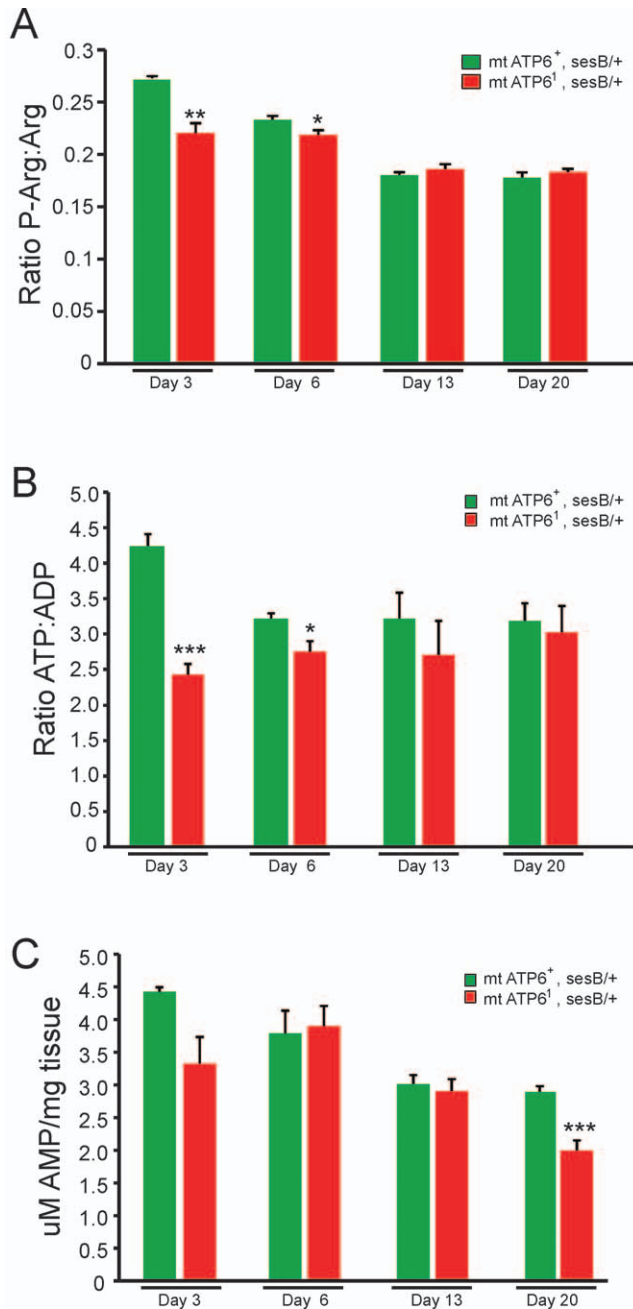 A
0.3
0.25
0.2
0.15
0.1
0.05
0
Ratio P-Arg:Arg
mt ATP6⁺, sesB/+
mt ATP6¹, sesB/+
**
*
Day 3
Day 6
Day 13
Day 20
B
5.0
4.5
4.0
3.5
3.0
2.5
2.0
1.5
1.0
0.5
0
Ratio ATP:ADP
mt ATP6⁺, sesB/+
mt ATP6¹, sesB/+
***
*
Day 3
Day 6
Day 13
Day 20
C
5.0
4.5
4.0
3.5
3.0
2.5
2.0
1.5
1.0
0.5
0
uM AMP/mg tissue
mt ATP6⁺, sesB/+
mt ATP6¹, sesB/+
***
Day 3
Day 6
Day 13
Day 20